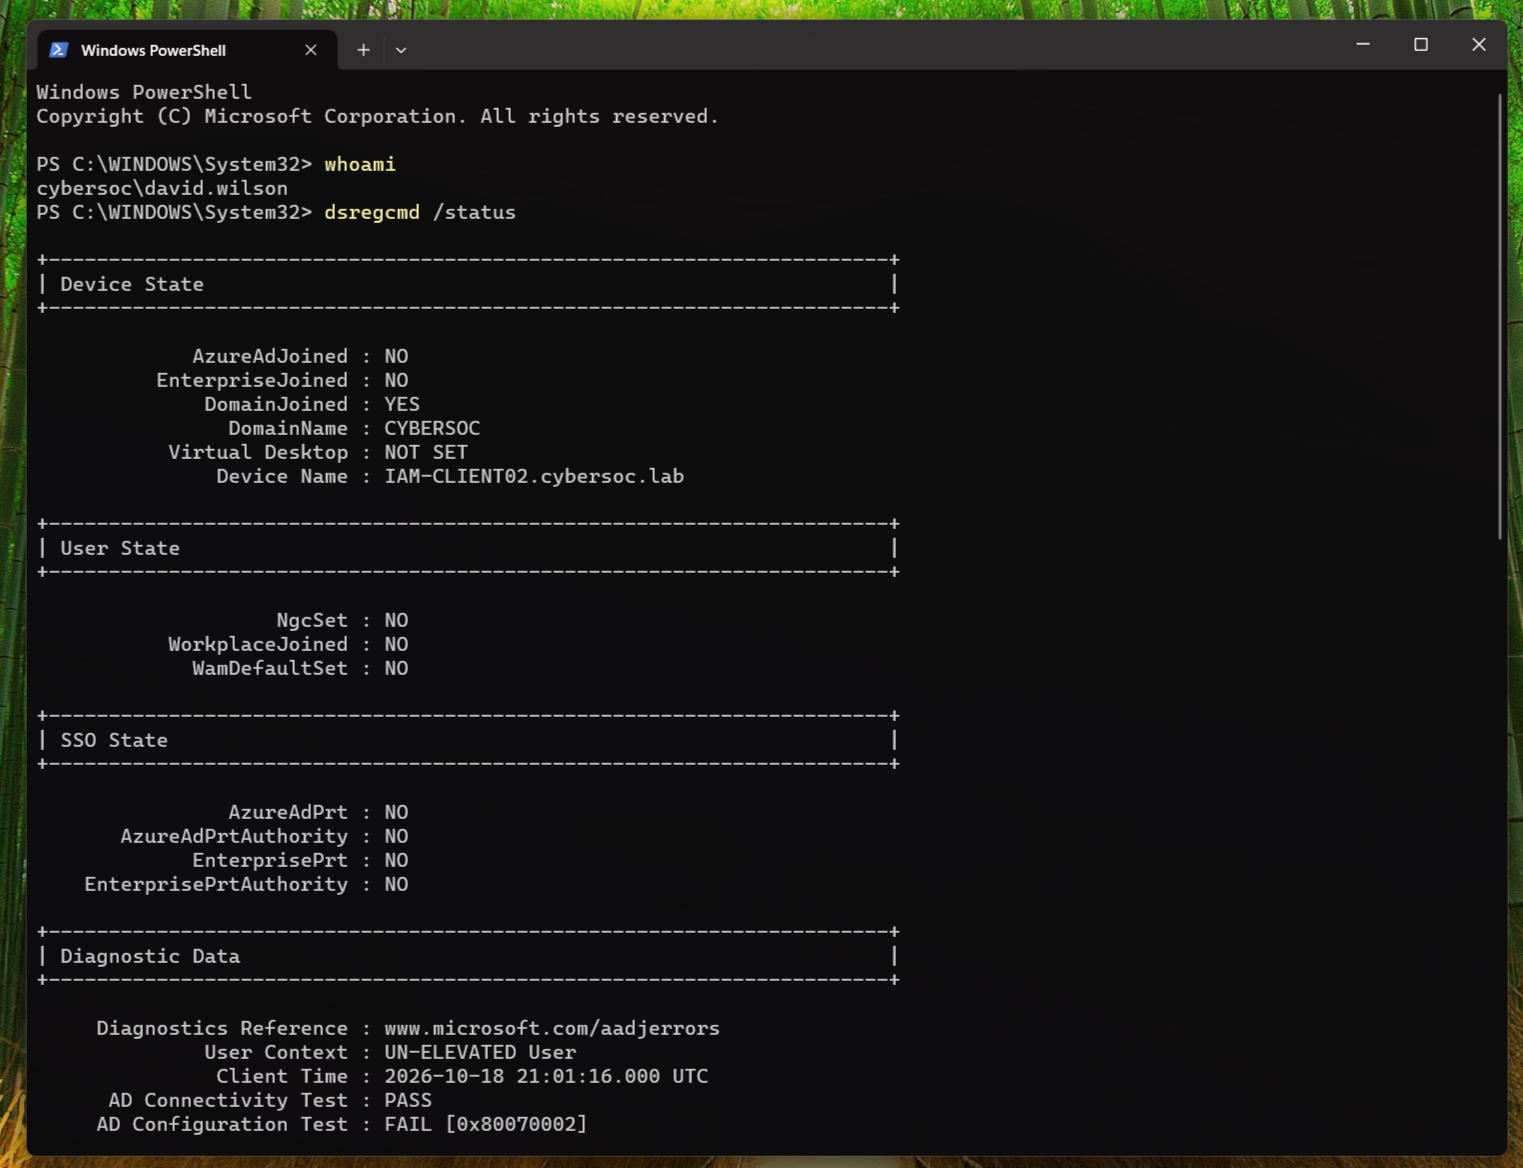 Windows PowerShell
Windows PowerShell
Copyright (C) Microsoft Corporation. All rights reserved.
PS C:\WINDOWS\System32> whoami
cybersoc\david.wilson
PS C:\WINDOWS\System32> dsregcmd /status
+----------------------------------------------------------------------+
| Device State                                                         |
+----------------------------------------------------------------------+
AzureAdJoined : NO
EnterpriseJoined : NO
DomainJoined : YES
DomainName : CYBERSOC
Virtual Desktop : NOT SET
Device Name : IAM-CLIENT02.cybersoc.lab
+----------------------------------------------------------------------+
| User State                                                           |
+----------------------------------------------------------------------+
NgcSet : NO
WorkplaceJoined : NO
WamDefaultSet : NO
+----------------------------------------------------------------------+
| SSO State                                                            |
+----------------------------------------------------------------------+
AzureAdPrt : NO
AzureAdPrtAuthority : NO
EnterprisePrt : NO
EnterprisePrtAuthority : NO
+----------------------------------------------------------------------+
| Diagnostic Data                                                      |
+----------------------------------------------------------------------+
Diagnostics Reference : www.microsoft.com/aadjerrors
User Context : UN-ELEVATED User
Client Time : 2026-10-18 21:01:16.000 UTC
AD Connectivity Test : PASS
AD Configuration Test : FAIL [0x80070002]